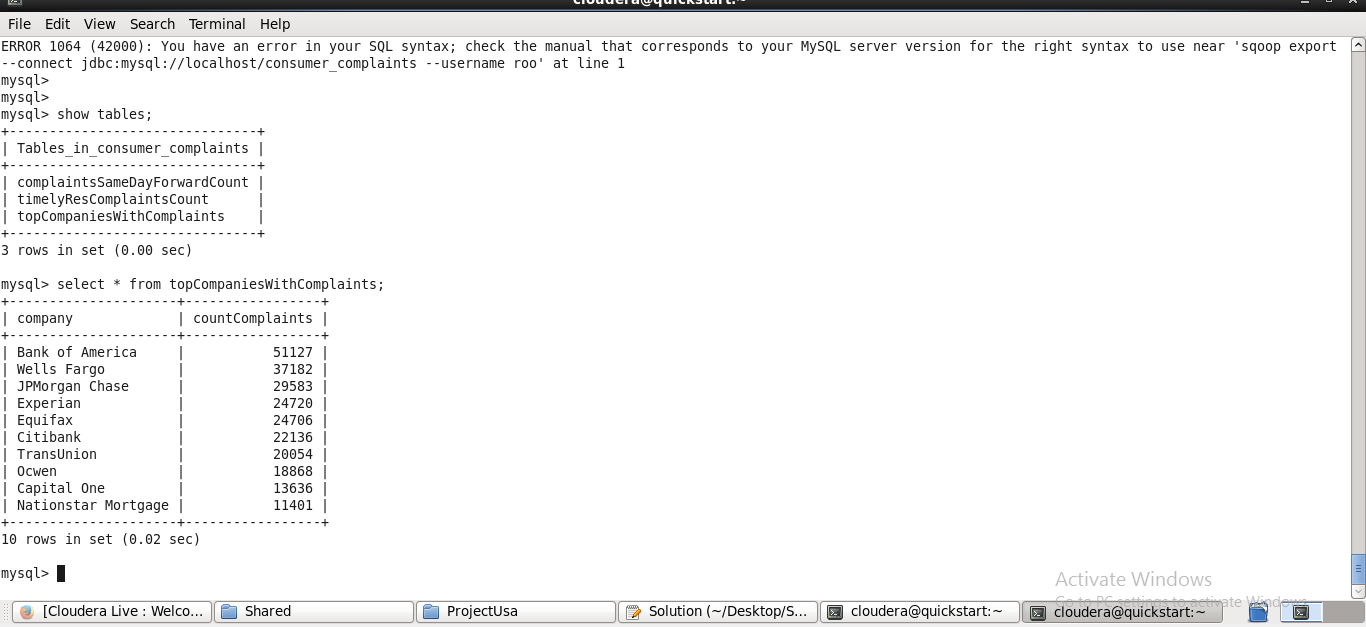 cloudera@quickstart:~
File Edit View Search Terminal Help
ERROR 1064 (42000): You have an error in your SQL syntax; check the manual that corresponds to your MySQL server version for the right syntax to use near 'sqoop export
--connect jdbc:mysql://localhost/consumer_complaints --username roo' at line 1
mysql>
mysql>
mysql> show tables;
+-------------------------------+
| Tables_in_consumer_complaints |
+-------------------------------+
| complaintsSameDayForwardCount |
| timelyResComplaintsCount      |
| topCompaniesWithComplaints    |
+-------------------------------+
3 rows in set (0.00 sec)
mysql> select * from topCompaniesWithComplaints;
+---------------------+-----------------+
| company             | countComplaints |
+---------------------+-----------------+
| Bank of America     |           51127 |
| Wells Fargo         |           37182 |
| JPMorgan Chase      |           29583 |
| Experian            |           24720 |
| Equifax             |           24706 |
| Citibank            |           22136 |
| TransUnion          |           20054 |
| Ocwen               |           18868 |
| Capital One         |           13636 |
| Nationstar Mortgage |           11401 |
+---------------------+-----------------+
10 rows in set (0.02 sec)
mysql>
Activate Windows
Go to PC settings to activate Windows.
[Cloudera Live : Welco... Shared ProjectUsa Solution (~/Desktop/S... cloudera@quickstart:~ cloudera@quickstart:~